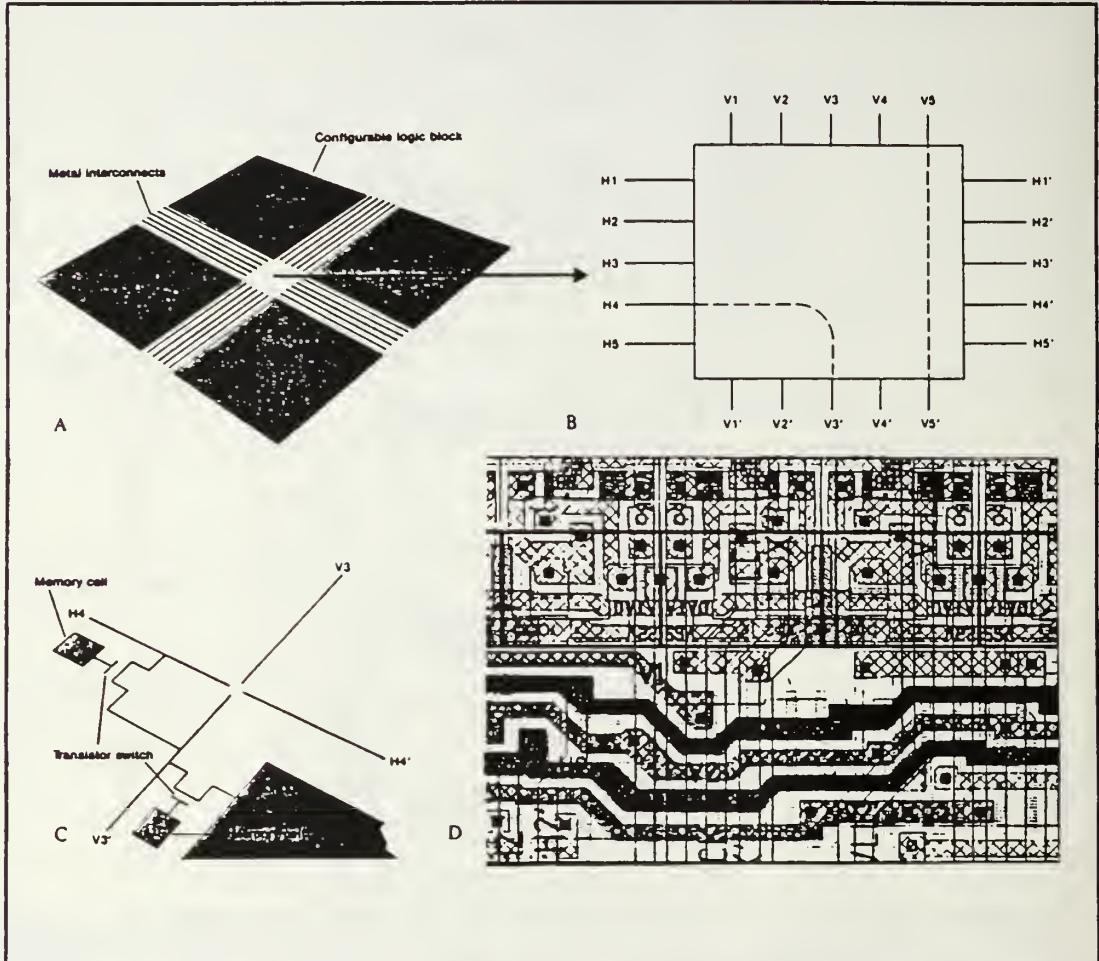 Configurable logic block
Metal interconnects
A
V1 V2 V3 V4 V5
H1 H1'
H2 H2'
H3 H3'
H4 H4'
H5 H5'
V1' V2' V3' V4' V5'
B
Memory cell
H4
V3
Transistor switch
H4'
V3'
C
D